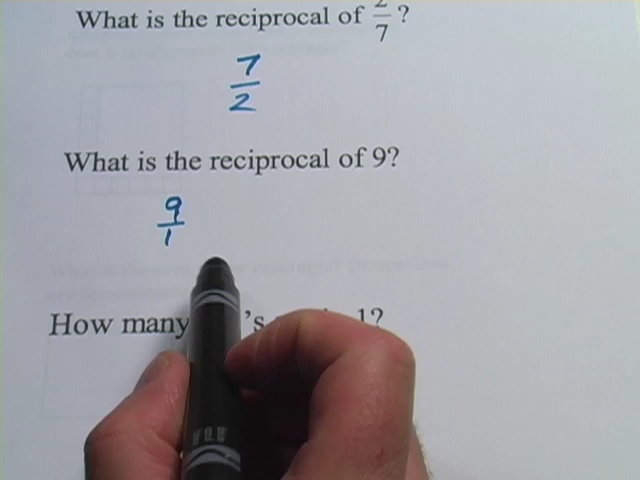 What is the reciprocal of 2/7 ?
7/2
What is the reciprocal of 9?
9/1
How many 's 1?